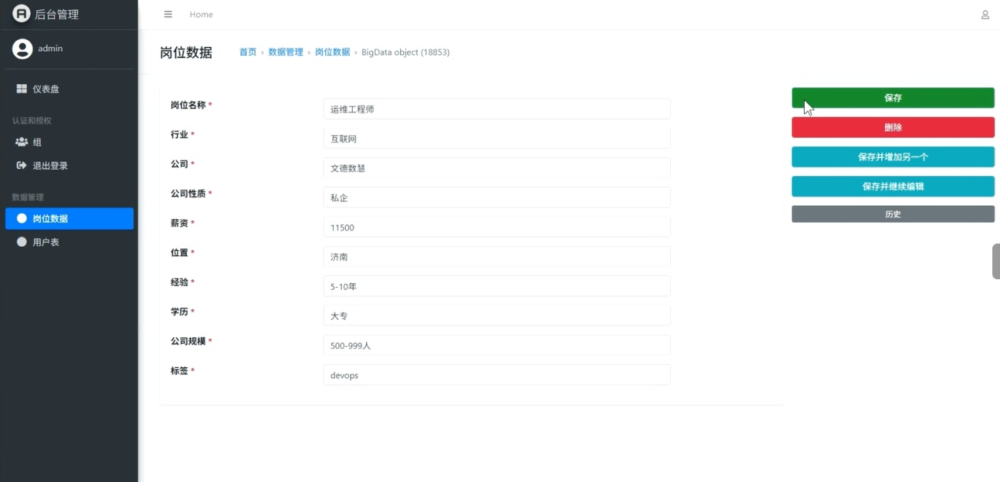 后台管理
Home
admin
岗位数据
首页 › 数据管理 › 岗位数据 › BigData object (18853)
仪表盘
认证和授权
组
退出登录
数据管理
岗位数据
用户表
岗位名称 *
运维工程师
行业 *
互联网
公司 *
文德数慧
公司性质 *
私企
薪资 *
11500
位置 *
济南
经验 *
5-10年
学历 *
大专
公司规模 *
500-999人
标签 *
devops
保存
删除
保存并增加另一个
保存并继续编辑
历史